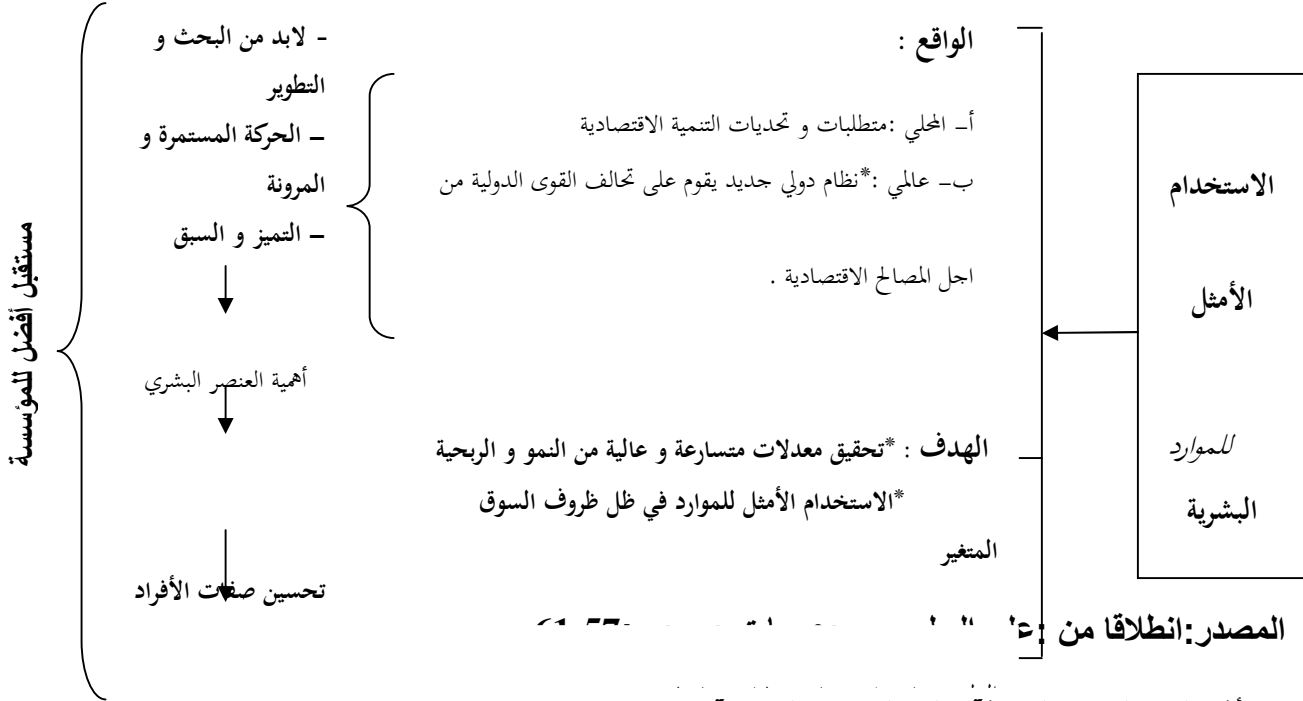 الاستخدام
الأمثل
للموارد
البشرية
الواقع :
أ– المحلي :متطلبات و تحديات التنمية الاقتصادية
ب– عالمي :*نظام دولي جديد يقوم على تحالف القوى الدولية من
اجل المصالح الاقتصادية .
الهدف : *تحقيق معدلات متسارعة و عالية من النمو و الربحية
*الاستخدام الأمثل للموارد في ظل ظروف السوق
المتغير
- لابد من البحث و
التطوير
– الحركة المستمرة و
المرونة
– التميز و السبق
أهمية العنصر البشري
تحسين صفات الأفراد
مستقبل أفضل للمؤسسة
المصدر:انطلاقا من :